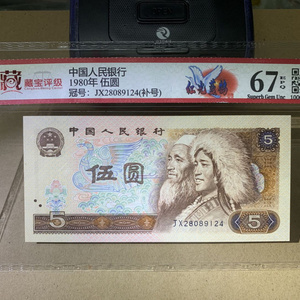 藏 藏宝评级
中国人民银行
1980年 伍圆
冠号：JX28089124(补号)
67 EPQ
Superb Gem Unc
中国人民银行
5
伍圆
JX28089124
5
5